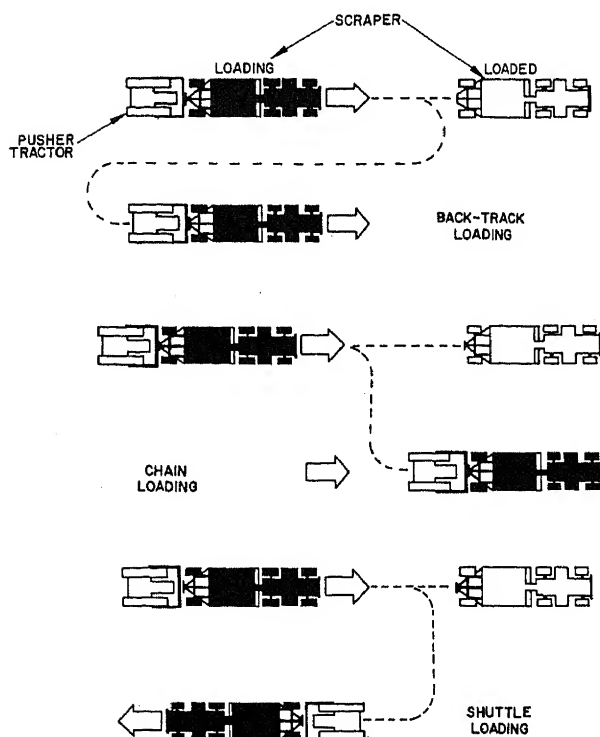 SCRAPER
LOADING
LOADED
PUSHER
TRACTOR
BACK-TRACK
LOADING
CHAIN
LOADING
SHUTTLE
LOADING